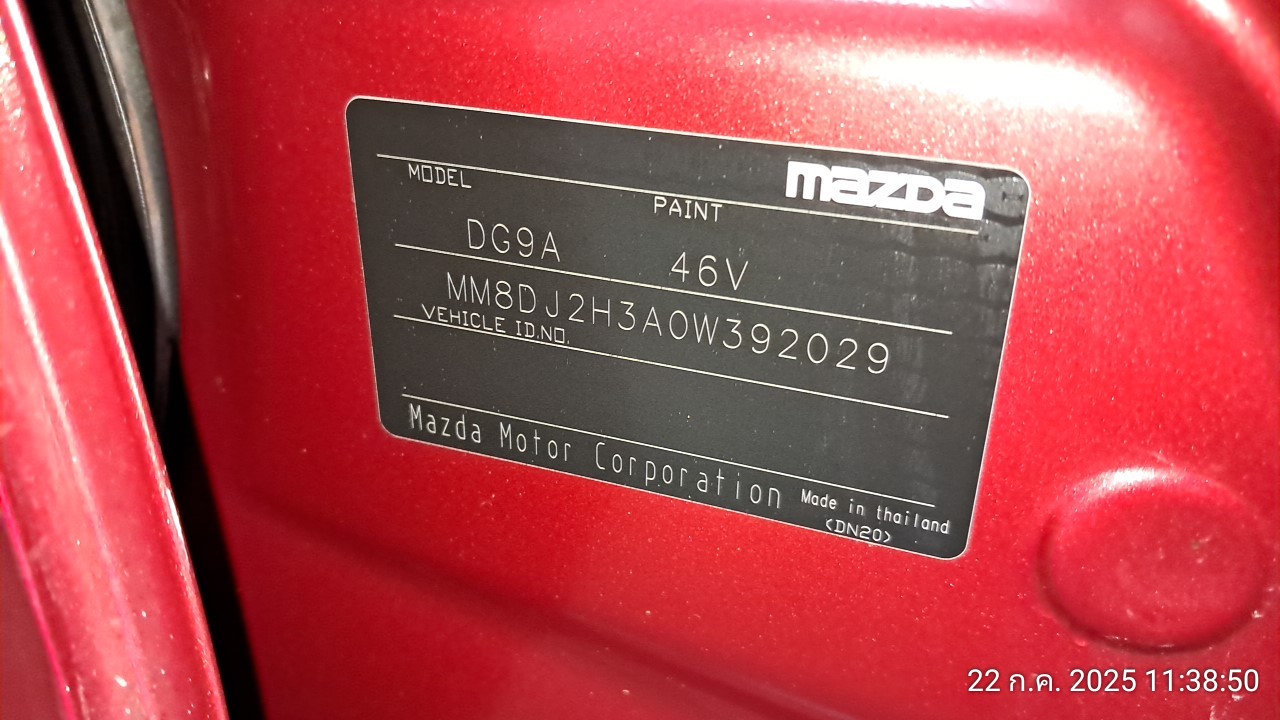 mazda
MODEL PAINT
DG9A 46V
MM8DJ2H3A0W392029
VEHICLE ID.NO.
Mazda Motor Corporation
Made in thailand
(DN20)
22 ก.ค. 2025 11:38:50